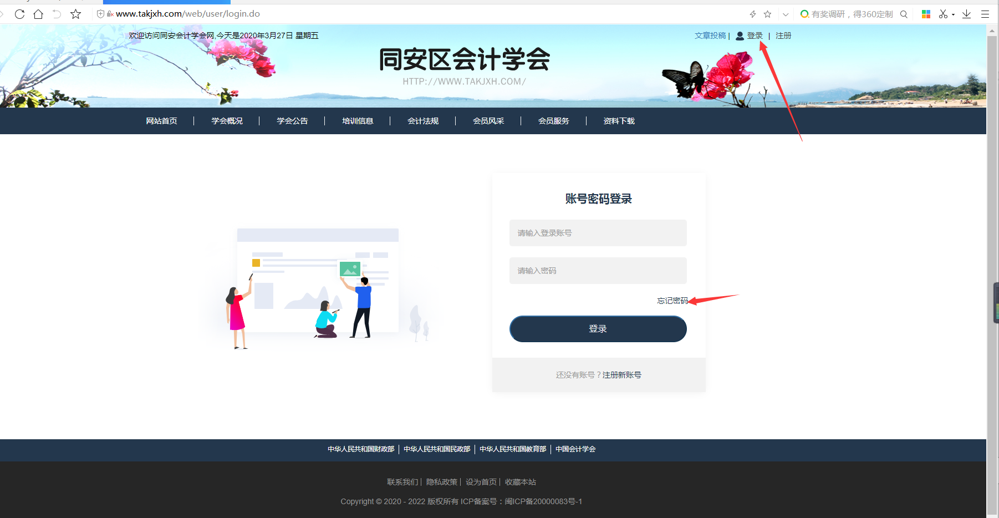 www.takjxh.com/web/user/login.do
有奖调研，得360定制
欢迎访问同安会计学会网,今天是2020年3月27日 星期五
文章投稿 | 登录 | 注册
同安区会计学会
HTTP://WWW.TAKJXH.COM/
网站首页 | 学会概况 | 学会公告 | 培训信息 | 会计法规 | 会员风采 | 会员服务 | 资料下载
账号密码登录
请输入登录账号
请输入密码
忘记密码
登录
还没有账号？注册新账号
中华人民共和国财政部 | 中华人民共和国民政部 | 中华人民共和国教育部 | 中国会计学会
联系我们 | 隐私政策 | 设为首页 | 收藏本站
Copyright © 2020 - 2022 版权所有 ICP备案号：闽ICP备20000083号-1